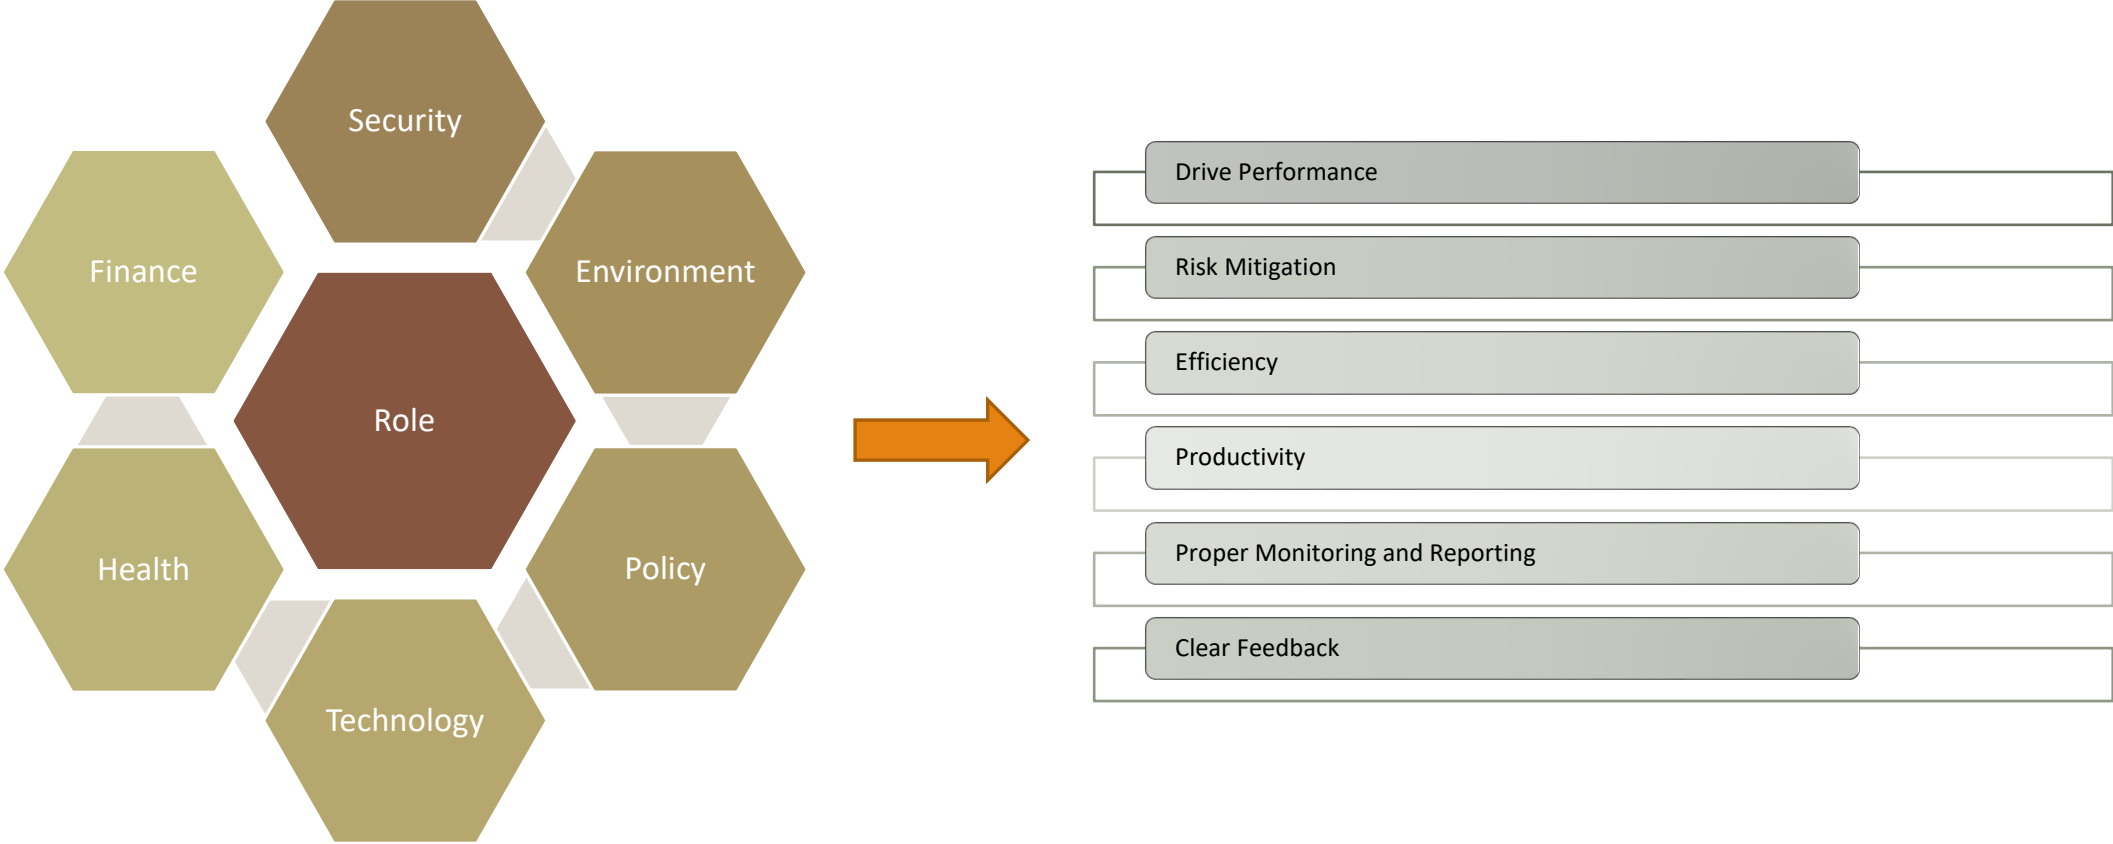 Security
Finance
Environment
Role
Health
Policy
Technology
Drive Performance
Risk Mitigation
Efficiency
Productivity
Proper Monitoring and Reporting
Clear Feedback